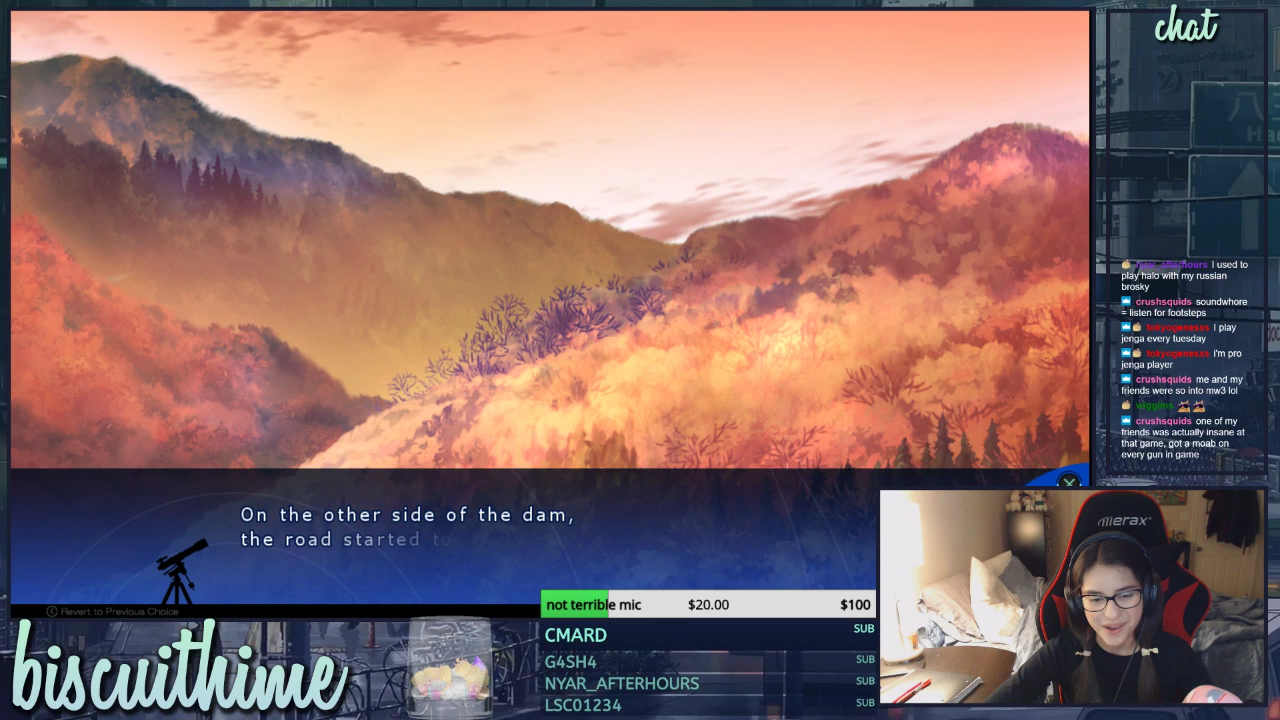 chat
nyar_afterhours I used to
play halo with my russian
brosky
crushsquids soundwhore
= listen for footsteps
tokyogenesxs I play
jenga every tuesday
tokyogenesxs I'm pro
jenga player
crushsquids me and my
friends were so into mw3 lol
crushsquids one of my
friends was actually insane at
that game, got a moab on
every gun in game
On the other side of the dam,
the road started to
Revert to Previous Choice
merax
not terrible mic $20.00 $100
CMARD SUB
G4SH4 SUB
NYAR_AFTERHOURS SUB
LSC01234 SUB
biscuithime